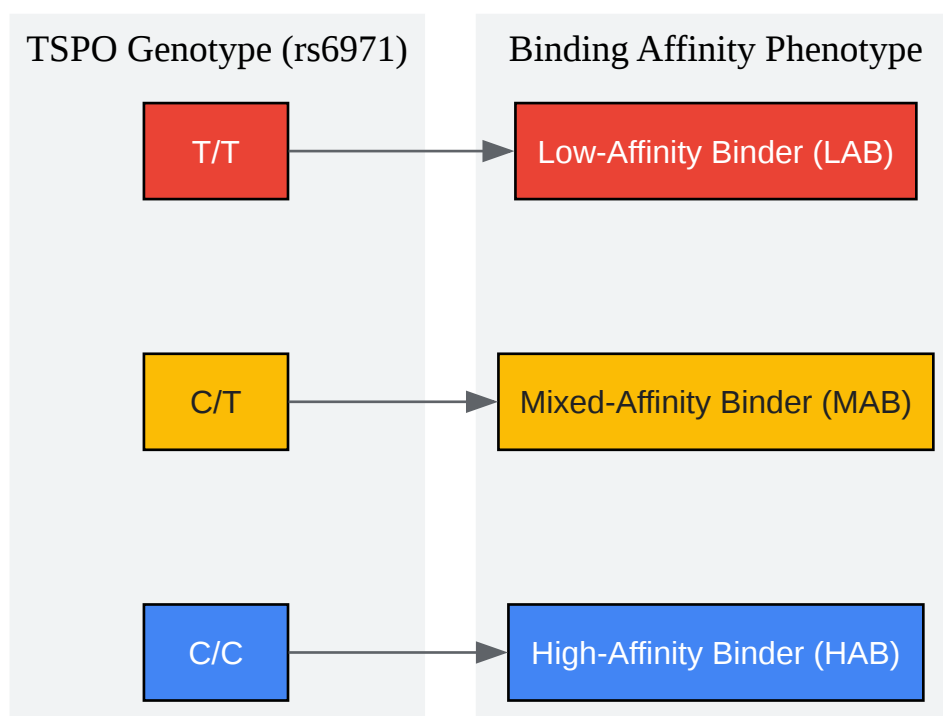 TSPO Genotype (rs6971)
Binding Affinity Phenotype
T/T
Low-Affinity Binder (LAB)
C/T
Mixed-Affinity Binder (MAB)
C/C
High-Affinity Binder (HAB)